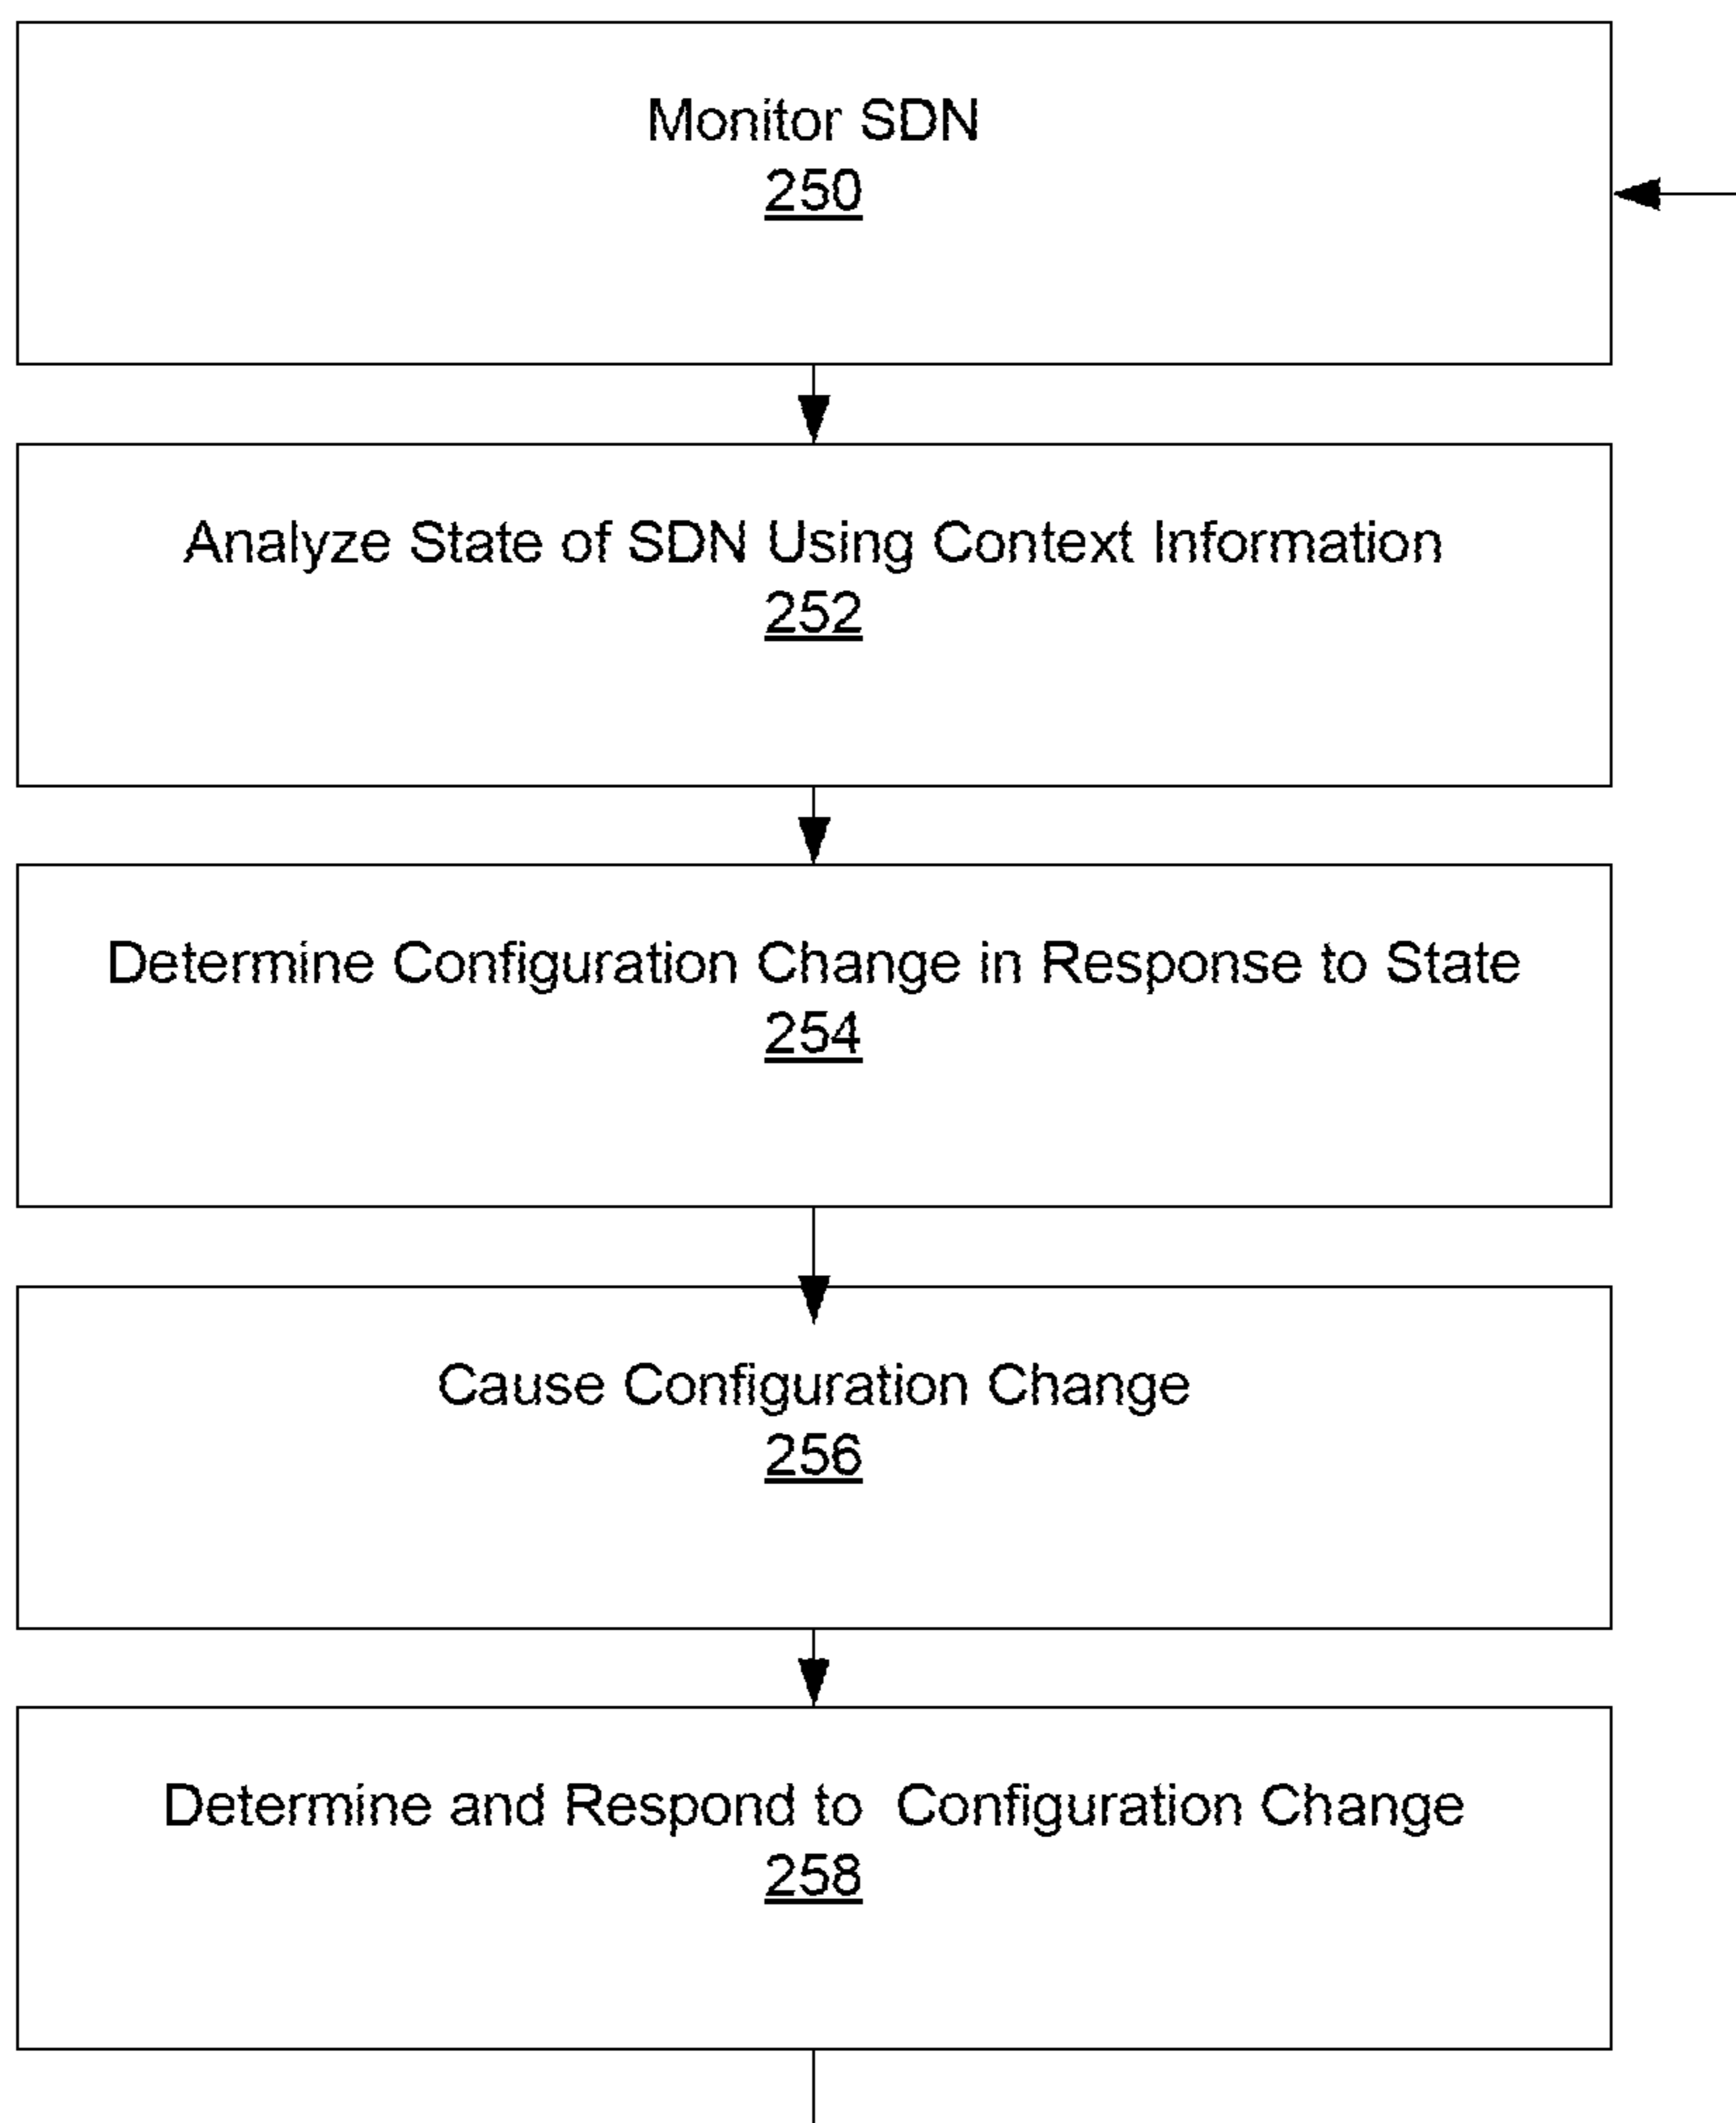 Monitor SDN
250
Analyze State of SDN Using Context Information
252
Determine Configuration Change in Response to State
254
Cause Configuration Change
256
Determine and Respond to  Configuration Change
258